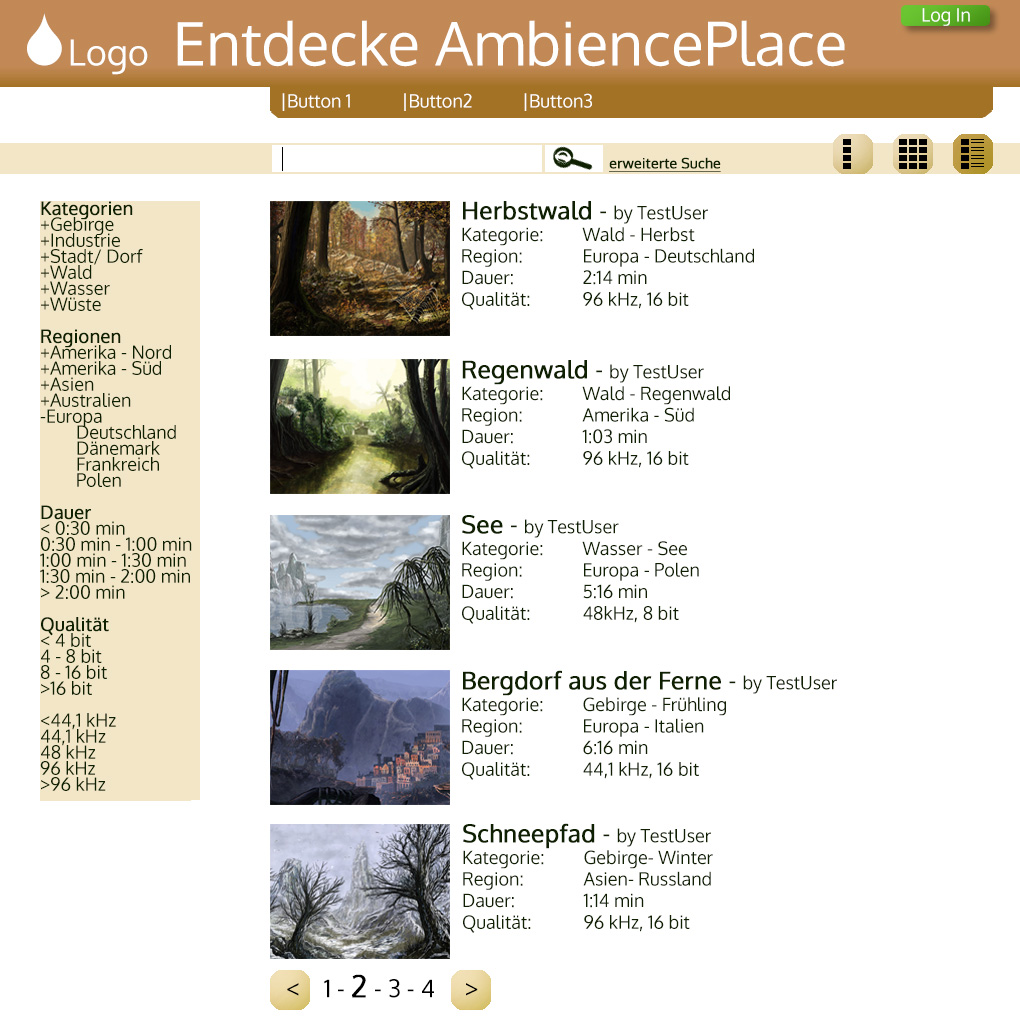 Logo
Entdecke AmbiencePlace
Log In
|Button 1 |Button2 |Button3
erweiterte Suche
Kategorien
+Gebirge
+Industrie
+Stadt/ Dorf
+Wald
+Wasser
+Wüste
Regionen
+Amerika - Nord
+Amerika - Süd
+Asien
+Australien
-Europa
Deutschland
Dänemark
Frankreich
Polen
Dauer
< 0:30 min
0:30 min - 1:00 min
1:00 min - 1:30 min
1:30 min - 2:00 min
> 2:00 min
Qualität
< 4 bit
4 - 8 bit
8 - 16 bit
>16 bit
<44,1 kHz
44,1 kHz
48 kHz
96 kHz
>96 kHz
Herbstwald - by TestUser
Kategorie: Wald - Herbst
Region: Europa - Deutschland
Dauer: 2:14 min
Qualität: 96 kHz, 16 bit
Regenwald - by TestUser
Kategorie: Wald - Regenwald
Region: Amerika - Süd
Dauer: 1:03 min
Qualität: 96 kHz, 16 bit
See - by TestUser
Kategorie: Wasser - See
Region: Europa - Polen
Dauer: 5:16 min
Qualität: 48kHz, 8 bit
Bergdorf aus der Ferne - by TestUser
Kategorie: Gebirge - Frühling
Region: Europa - Italien
Dauer: 6:16 min
Qualität: 44,1 kHz, 16 bit
Schneepfad - by TestUser
Kategorie: Gebirge- Winter
Region: Asien- Russland
Dauer: 1:14 min
Qualität: 96 kHz, 16 bit
< 1 - 2 - 3 - 4 >